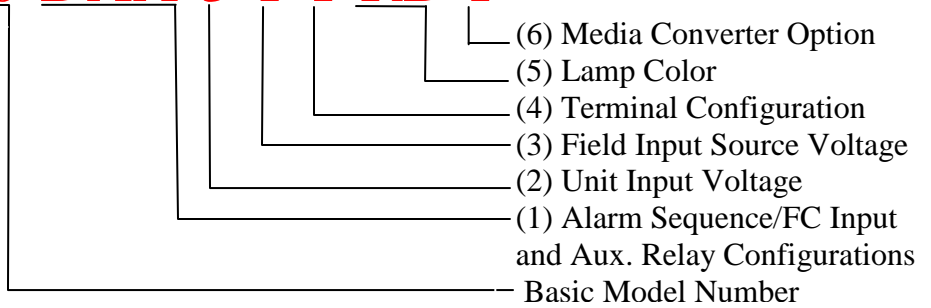 (6) Media Converter Option
(5) Lamp Color
(4) Terminal Configuration
(3) Field Input Source Voltage
(2) Unit Input Voltage
(1) Alarm Sequence/FC Input
and Aux. Relay Configurations
Basic Model Number